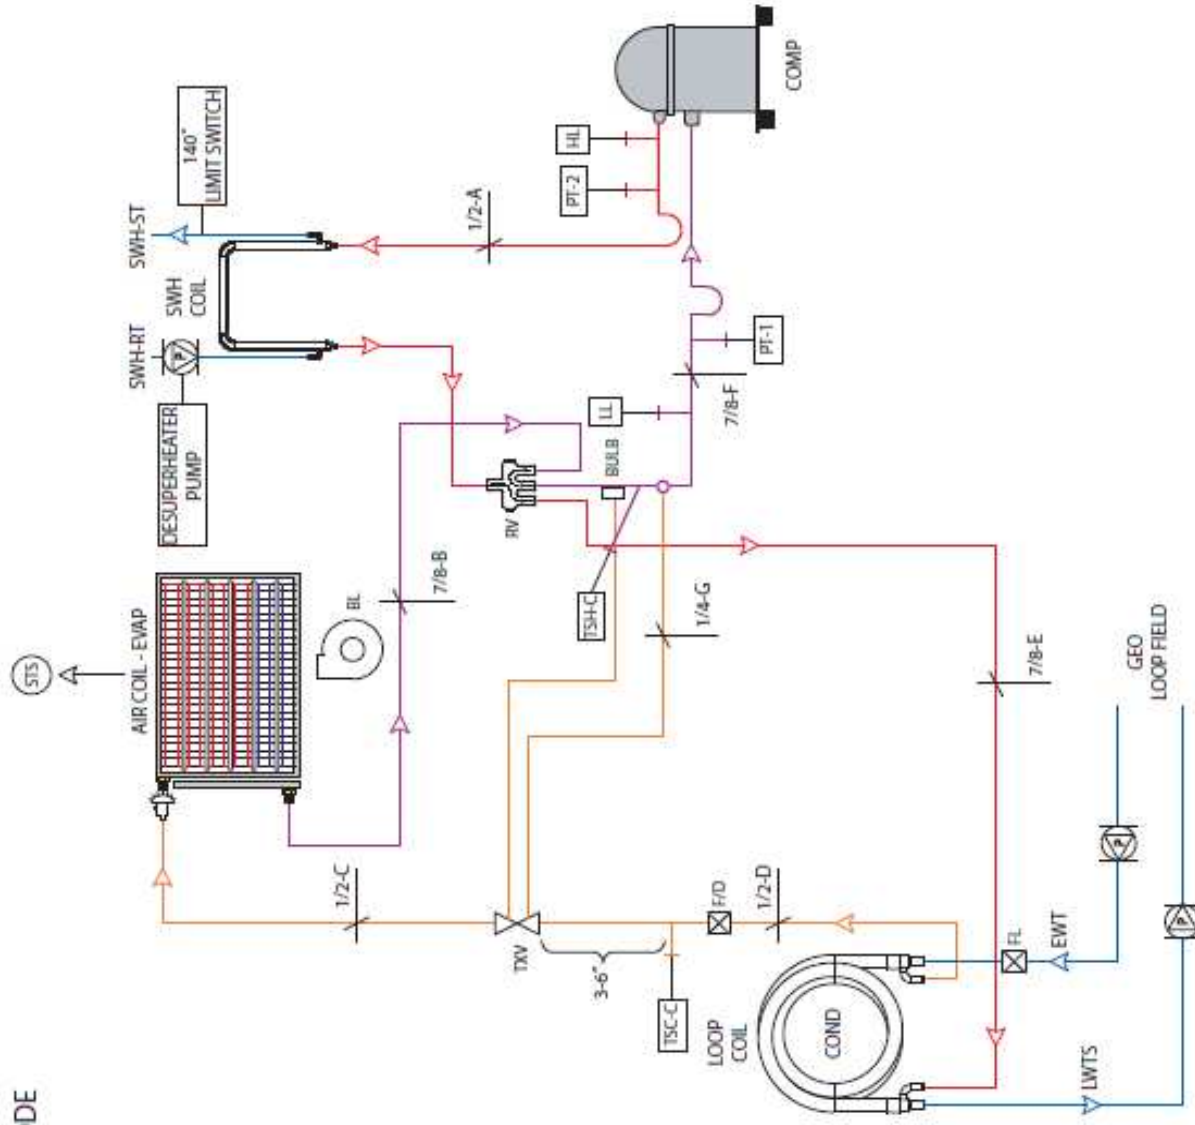 STS
AIR COIL - EVAP
DESUPERHEATER
PUMP
P
SWH-RT
SWH
COIL
SWH-ST
140°
LIMIT SWITCH
BL
7/8-B
1/2-A
PT-2
HL
COMP
RV
BULB
LL
7/8-F
PT-1
TSH-C
1/4-G
1/2-C
TXV
3-6"
F/D
1/2-D
TSC-C
LOOP
COIL
COND
FL
EWT
LWTS
7/8-E
P
P
GEO
LOOP FIELD
DE